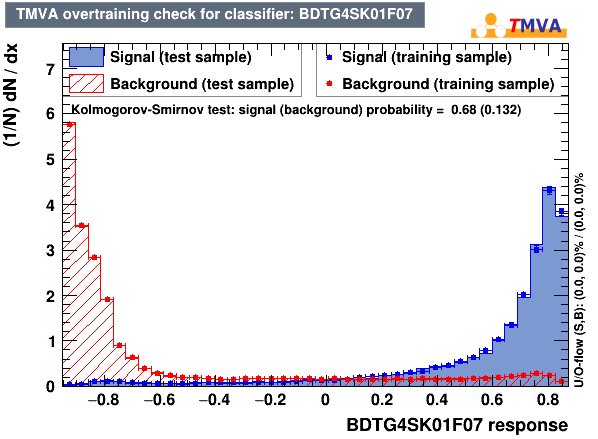 TMVA overtraining check for classifier: BDTG4SK01F07
TMVA
Signal (test sample)
Background (test sample)
Signal (training sample)
Background (training sample)
Kolmogorov-Smirnov test: signal (background) probability = 0.68 (0.132)
(1/N) dN / dx
7
6
5
4
3
2
1
0
−0.8 −0.6 −0.4 −0.2 0 0.2 0.4 0.6 0.8
BDTG4SK01F07 response
U/O-flow (S,B): (0.0, 0.0)% / (0.0, 0.0)%